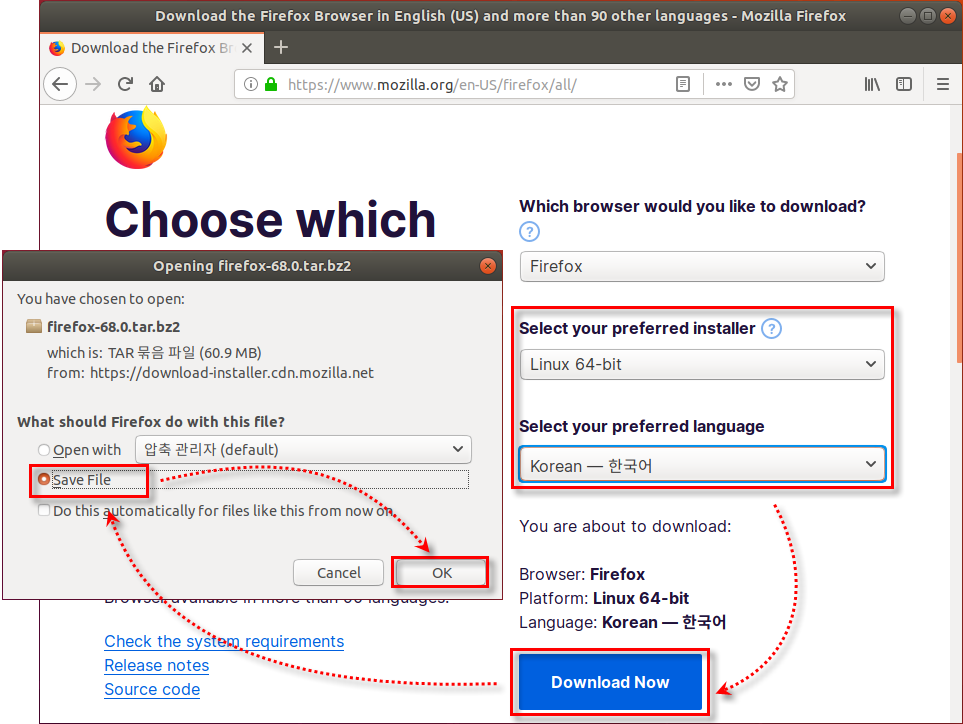 Download the Firefox Browser in English (US) and more than 90 other languages - Mozilla Firefox
Download the Firefox Br
https://www.mozilla.org/en-US/firefox/all/
Choose which
Which browser would you like to download?
?
Firefox
Select your preferred installer ?
Linux 64-bit
Select your preferred language
Korean — 한국어
You are about to download:
Browser: Firefox
Platform: Linux 64-bit
Language: Korean — 한국어
Download Now
Opening firefox-68.0.tar.bz2
You have chosen to open:
firefox-68.0.tar.bz2
which is: TAR 묶음 파일 (60.9 MB)
from: https://download-installer.cdn.mozilla.net
What should Firefox do with this file?
Open with 압축 관리자 (default)
Save File
Do this automatically for files like this from now on.
Cancel
OK
Check the system requirements
Release notes
Source code